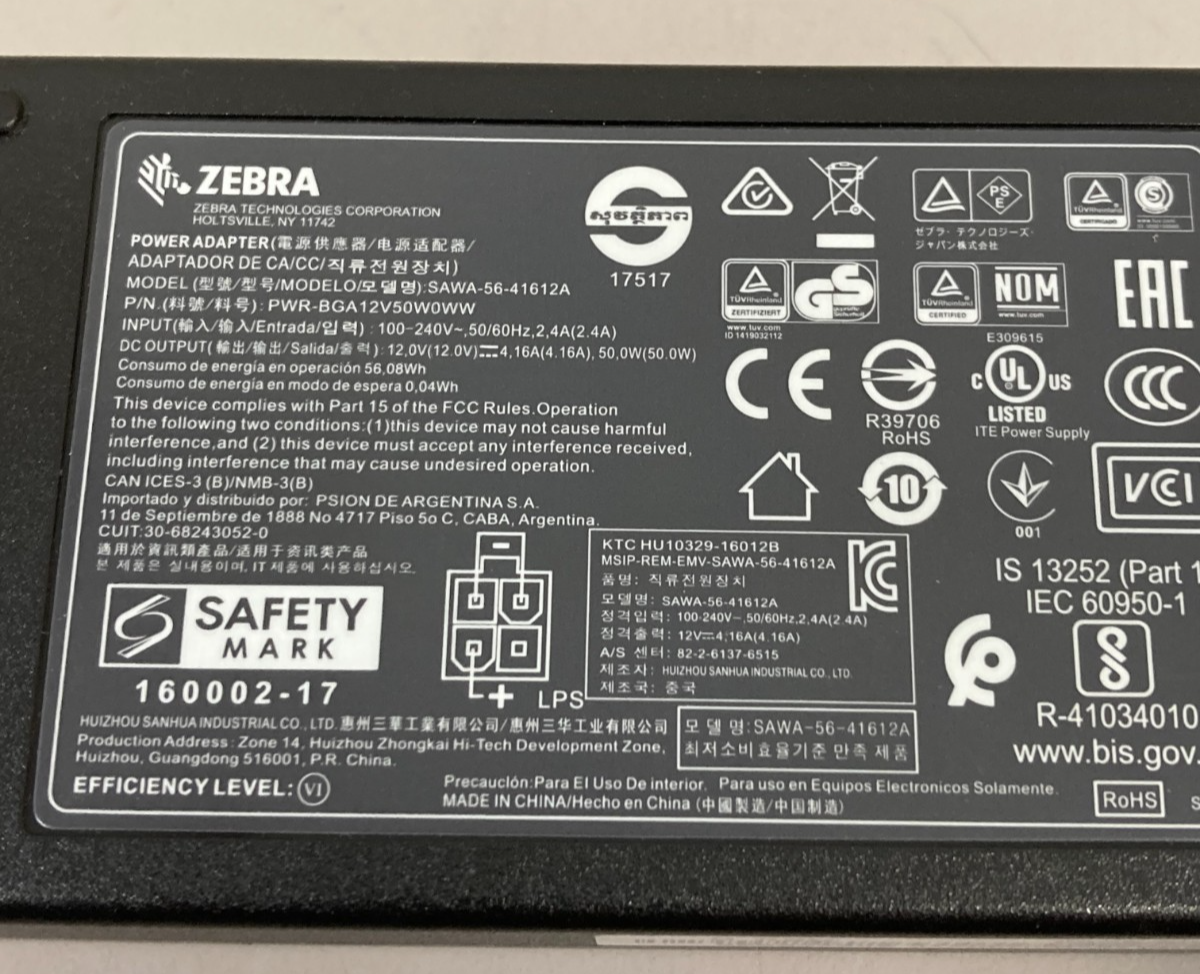 ZEBRA
ZEBRA TECHNOLOGIES CORPORATION
HOLTSVILLE, NY 11742
POWER ADAPTER(電源供應器/电源适配器/
ADAPTADOR DE CA/CC/직류전원장치)
MODEL (型號/型号/MODELO/모델명):SAWA-56-41612A
P/N.(料號/料号): PWR-BGA12V50W0WW
INPUT(輸入/输入/Entrada/입력) : 100-240V~,50/60Hz,2,4A(2.4A)
DC OUTPUT( 輸出/输出/Salida/출력) : 12,0V(12.0V)⎓4,16A(4.16A), 50,0W(50.0W)
Consumo de energía en operación 56,08Wh
Consumo de energía en modo de espera 0,04Wh
This device complies with Part 15 of the FCC Rules.Operation
to the following two conditions:(1)this device may not cause harmful
interference,and (2) this device must accept any interference received,
including interference that may cause undesired operation.
CAN ICES-3 (B)/NMB-3(B)
Importado y distribuido por: PSION DE ARGENTINA S.A.
11 de Septiembre de 1888 No 4717 Piso 5o C, CABA, Argentina.
CUIT:30-68243052-0
適用於資訊類產品/适用于资讯类产品
본 제품은 실내용이며, IT 제품에 사용하십시오.
SAFETY
MARK
160002-17
LPS
HUIZHOU SANHUA INDUSTRIAL CO., LTD. 惠州三華工業有限公司/惠州三华工业有限公司
Production Address : Zone 14, Huizhou Zhongkai Hi-Tech Development Zone,
Huizhou, Guangdong 516001, P.R. China.
EFFICIENCY LEVEL: VI
17517
PS
E
ゼブラ・テクノロジーズ・
ジャパン株式会社
TÜVRheinland
CERTIFICADO
S
TÜVRheinland
ZERTIFIZIERT
GS
www.tuv.com
ID 1419032112
TÜVRheinland
CERTIFIED
NOM
www.tuv.com
EAC
CE
R39706
RoHS
E309615
C UL US
LISTED
ITE Power Supply
CCC
10
001
VCI
KTC HU10329-16012B
MSIP-REM-EMV-SAWA-56-41612A
품명: 직류전원장치
모델명: SAWA-56-41612A
정격입력: 100-240V~,50/60Hz,2,4A(2.4A)
정격출력: 12V⎓4,16A(4.16A)
A/S 센터: 82-2-6137-6515
제조자: HUIZHOU SANHUA INDUSTRIAL CO., LTD.
제조국: 중국
모델명:SAWA-56-41612A
최저소비효율기준 만족 제품
IS 13252 (Part 1
IEC 60950-1
R-41034010
www.bis.gov.
Precaución:Para El Uso De interior. Para uso en Equipos Electronicos Solamente.
MADE IN CHINA/Hecho en China (中國製造/中国制造)
RoHS